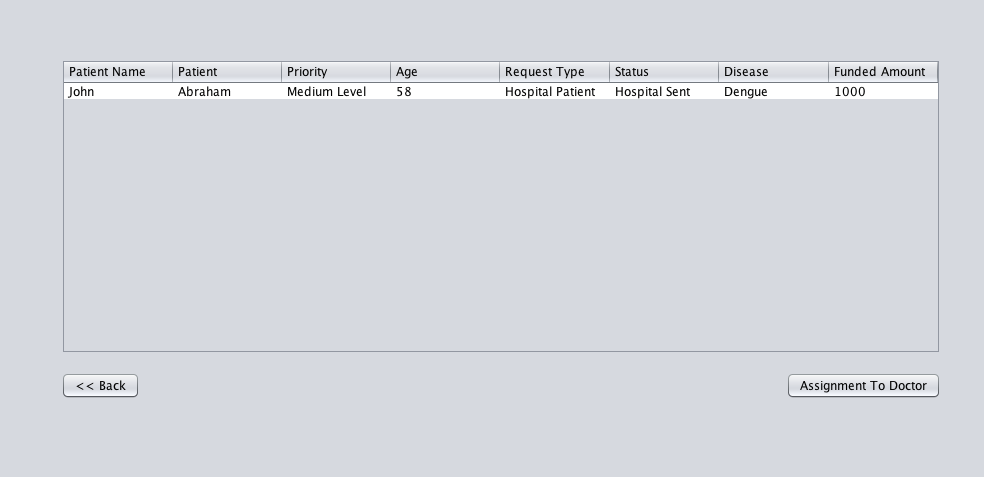 Patient Name Patient Priority Age Request Type Status Disease Funded Amount
John Abraham Medium Level 58 Hospital Patient Hospital Sent Dengue 1000
<< Back Assignment To Doctor